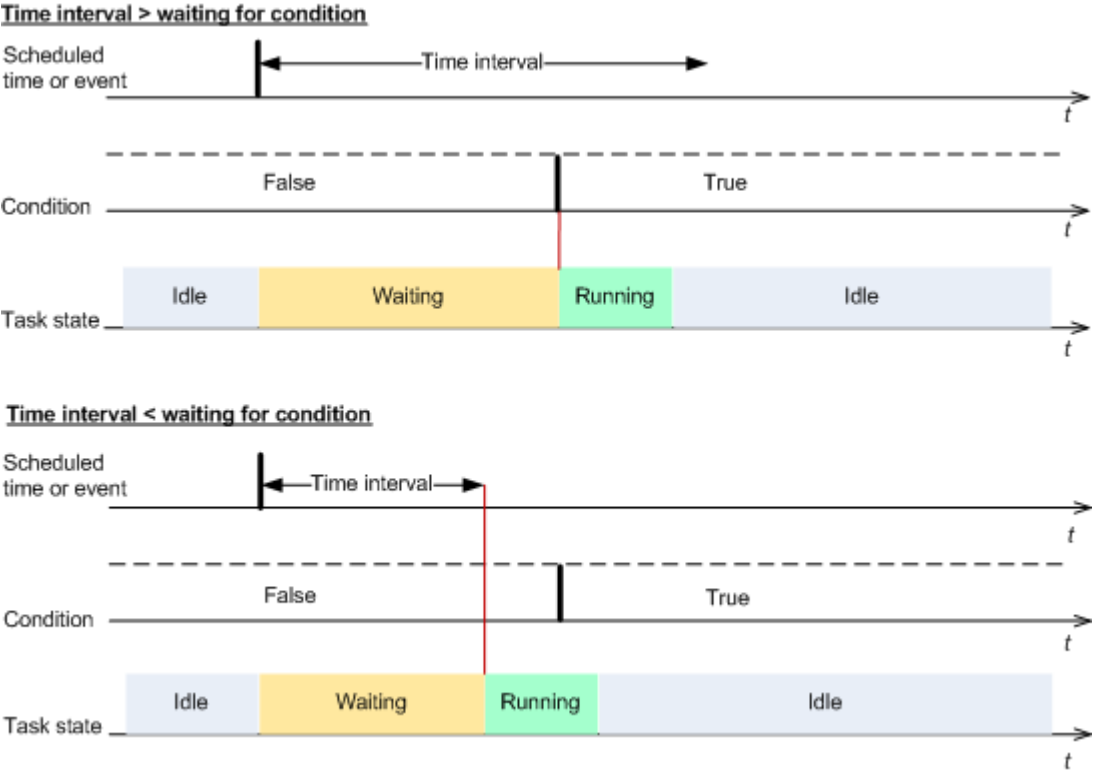 Time interval > waiting for condition
Scheduled
time or event
Time interval
t
False
True
Condition
t
Idle
Waiting
Running
Idle
Task state
t
Time interval < waiting for condition
Scheduled
time or event
Time interval
t
False
True
Condition
t
Idle
Waiting
Running
Idle
Task state
t